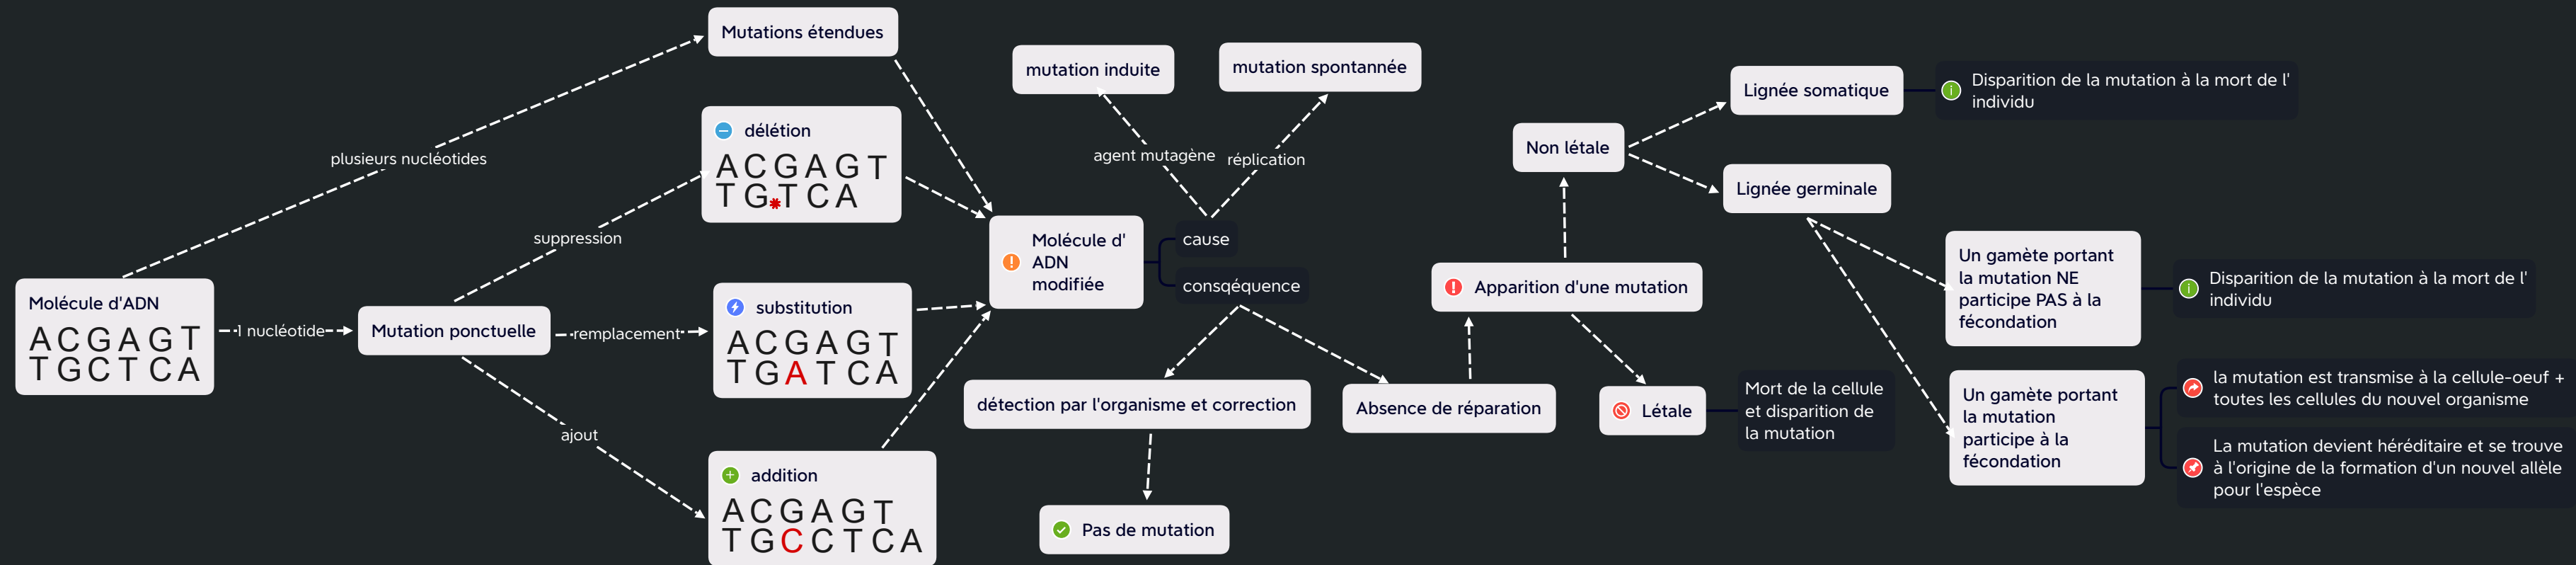 Molécule d'ADN
ACGAGT
TGCTCA
1 nucléotide
Mutation ponctuelle
plusieurs nucléotides
Mutations étendues
suppression
délétion
ACGAGT
TG*TCA
remplacement
substitution
ACGAGT
TGATCA
ajout
addition
ACGAGT
TGCCTCA
Molécule d'
ADN
modifiée
cause
agent mutagène
mutation induite
réplication
mutation spontannée
consqéquence
détection par l'organisme et correction
Pas de mutation
Absence de réparation
Apparition d'une mutation
Létale
Mort de la cellule
et disparition de
la mutation
Non létale
Lignée somatique
Disparition de la mutation à la mort de l'
individu
Lignée germinale
Un gamète portant
la mutation NE
participe PAS à la
fécondation
Disparition de la mutation à la mort de l'
individu
Un gamète portant
la mutation
participe à la
fécondation
la mutation est transmise à la cellule-oeuf +
toutes les cellules du nouvel organisme
La mutation devient héréditaire et se trouve
à l'origine de la formation d'un nouvel allèle
pour l'espèce